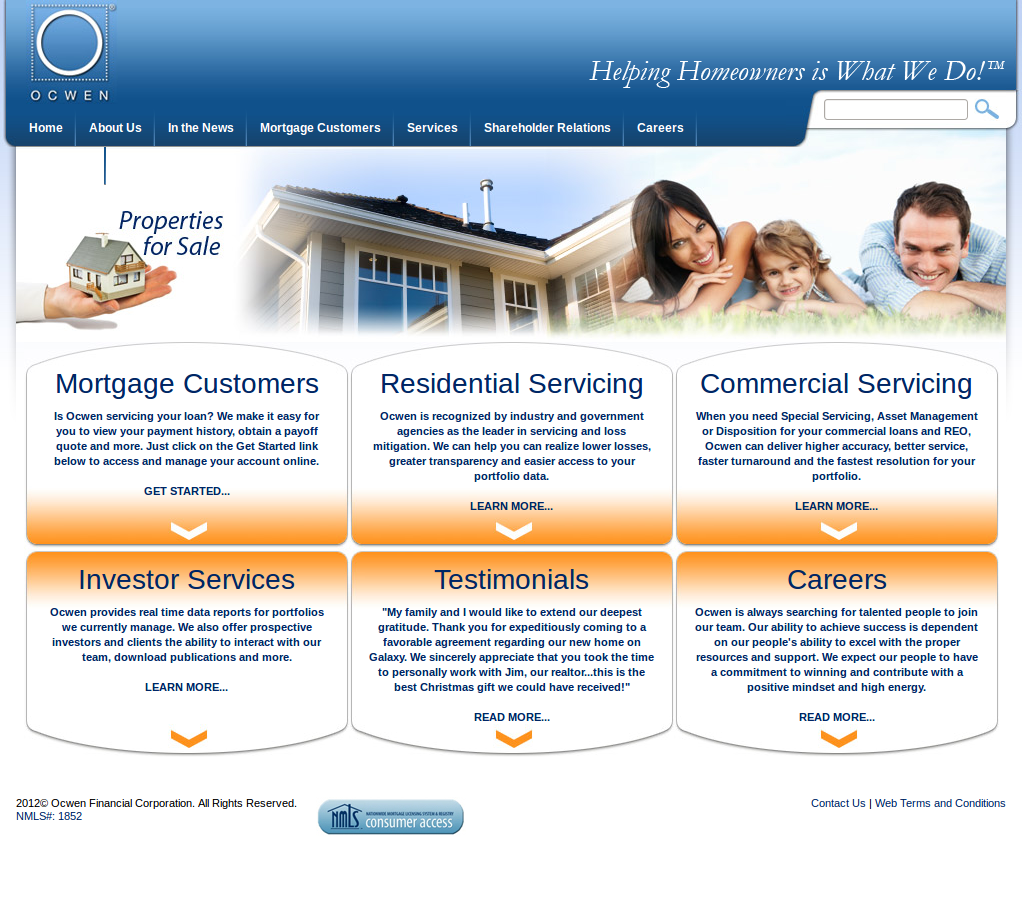 OCWEN
Helping Homeowners is What We Do!™
Home About Us In the News Mortgage Customers Services Shareholder Relations Careers
Properties
for Sale
Mortgage Customers
Is Ocwen servicing your loan? We make it easy for
you to view your payment history, obtain a payoff
quote and more. Just click on the Get Started link
below to access and manage your account online.
GET STARTED...
Residential Servicing
Ocwen is recognized by industry and government
agencies as the leader in servicing and loss
mitigation. We can help you can realize lower losses,
greater transparency and easier access to your
portfolio data.
LEARN MORE...
Commercial Servicing
When you need Special Servicing, Asset Management
or Disposition for your commercial loans and REO,
Ocwen can deliver higher accuracy, better service,
faster turnaround and the fastest resolution for your
portfolio.
LEARN MORE...
Investor Services
Ocwen provides real time data reports for portfolios
we currently manage. We also offer prospective
investors and clients the ability to interact with our
team, download publications and more.
LEARN MORE...
Testimonials
"My family and I would like to extend our deepest
gratitude. Thank you for expeditiously coming to a
favorable agreement regarding our new home on
Galaxy. We sincerely appreciate that you took the time
to personally work with Jim, our realtor...this is the
best Christmas gift we could have received!"
READ MORE...
Careers
Ocwen is always searching for talented people to join
our team. Our ability to achieve success is dependent
on our people's ability to excel with the proper
resources and support. We expect our people to have
a commitment to winning and contribute with a
positive mindset and high energy.
READ MORE...
2012© Ocwen Financial Corporation. All Rights Reserved.
NMLS#: 1852
NMLS
NATIONWIDE MORTGAGE LICENSING SYSTEM & REGISTRY
consumer access
Contact Us | Web Terms and Conditions